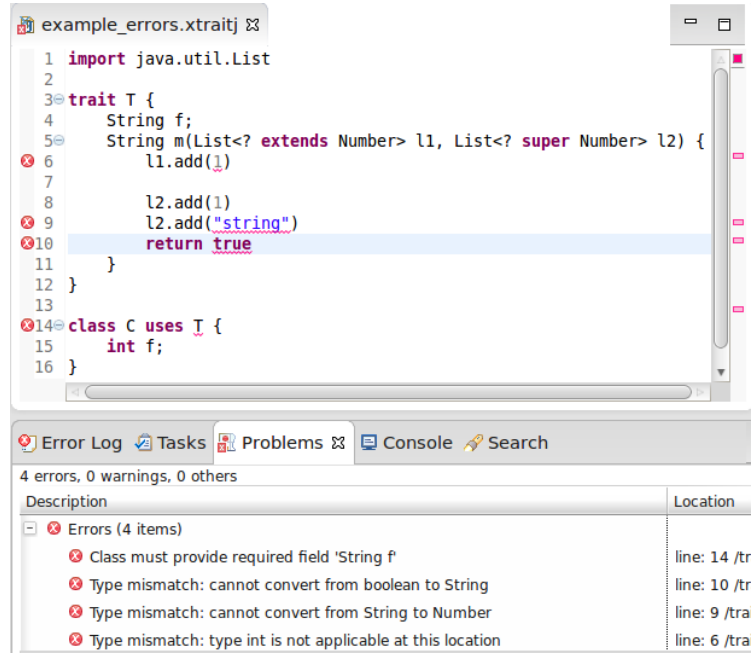 example_errors.xtraitj
1 import java.util.List
2
3 trait T {
4 String f;
5 String m(List<? extends Number> l1, List<? super Number> l2) {
6 l1.add(1)
7
8 l2.add(1)
9 l2.add("string")
10 return true
11 }
12 }
13
14 class C uses T {
15 int f;
16 }
Error Log Tasks Problems Console Search
4 errors, 0 warnings, 0 others
Description Location
Errors (4 items)
Class must provide required field 'String f' line: 14 /tr
Type mismatch: cannot convert from boolean to String line: 10 /tr
Type mismatch: cannot convert from String to Number line: 9 /trai
Type mismatch: type int is not applicable at this location line: 6 /trai